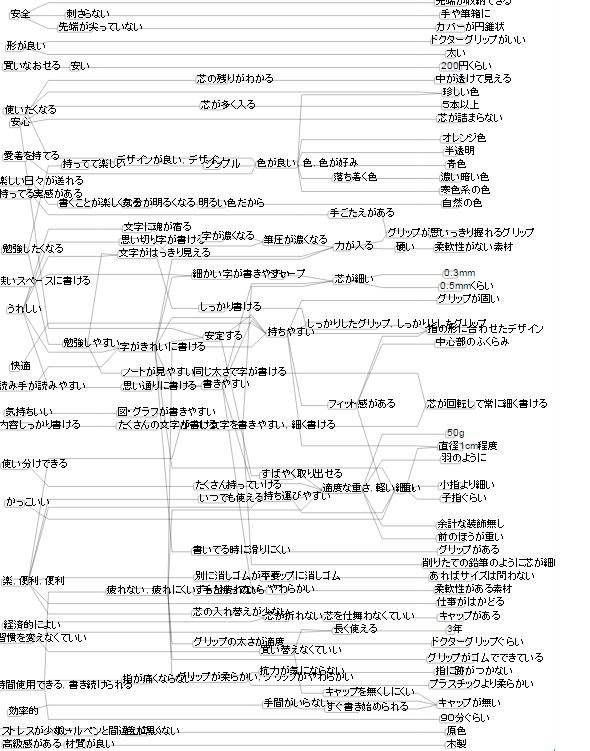 先端が収納できる
安全
刺さらない
手や筆箱に
先端が尖っていない
カバーが円錐状
形が良い
ドクターグリップがいい
太い
買いなおせる
安い
200円くらい
芯の残りがわかる
中が透けて見える
珍しい色
使いたくなる
芯が多く入る
5本以上
安心
芯が詰まらない
オレンジ色
半透明
愛着を持てる
持ってて楽しい
デザインが良い, デザイン
シンプル
色が良い, 色, 色が好み
青色
楽しい日々が送れる
落ち着く色
濃い暗い色
持ってる実感がある
寒色系の色
書くことが楽しくなる
気分が明るくなる
明るい色だから
自然の色
手ごたえがある
文字に魂が宿る
グリップが思いっきり握れるグリップ
思い切り字が書ける
字が濃くなる
筆圧が濃くなる
力が入る
硬い
柔軟性がない素材
勉強したくなる
文字がはっきり見える
細かい字が書きやすい
シャープ
芯が細い
0.3mm
狭いスペースに書ける
0.5mmくらい
グリップが固い
うれしい
しっかり書ける
しっかりしたグリップ, しっかりしたグリップ
指の形に合わせたデザイン
勉強しやすい
字がきれいに書ける
安定する
持ちやすい
中心部のふくらみ
快適
ノートが見やすい
同じ太さで字が書ける
読み手が読みやすい
思い通りに書ける
書きやすい
フィット感がある
芯が回転して常に細く書ける
気持ちいい
図・グラフが書きやすい
内容しっかり書ける
たくさんの文字が書ける
細く書ける
50g
直径1cm程度
羽のように
使い分けできる
すばやく取り出せる
たくさん持っていける
適度な重さ, 軽い
小指より細い
かっこいい
いつでも使える
持ち運びやすい
子指ぐらい
余計な装飾無し
前のほうが重い
書いてる時に滑りにくい
グリップがある
削りたての鉛筆のように芯が細い
別に消しゴムが不要
ップに消しゴム
あればサイズは問わない
楽, 便利, 便利
疲れない, 疲れにくい
やわらかい
柔軟性がある素材
仕事がはかどる
芯の入れ替えが少ない
芯が折れない
芯を仕舞わなくていい
キャップがある
経済的によい
長く使える
3年
習慣を変えなくていい
グリップの太さが適度
ドクターグリップぐらい
買い替えなくていい
グリップがゴムでできている
抗力が気にならない
指に跡がつかない
時間使用できる, 書き続けられる
指が痛くならない
グリップが柔らかい, グリップがやわらかい
プラスチックより柔らかい
キャップを無くしにくい
効率的
手間がいらない
すぐ書き始められる
キャップが無い
90分ぐらい
ストレスが少ない
原色
高級感がある
材質が良い
木製